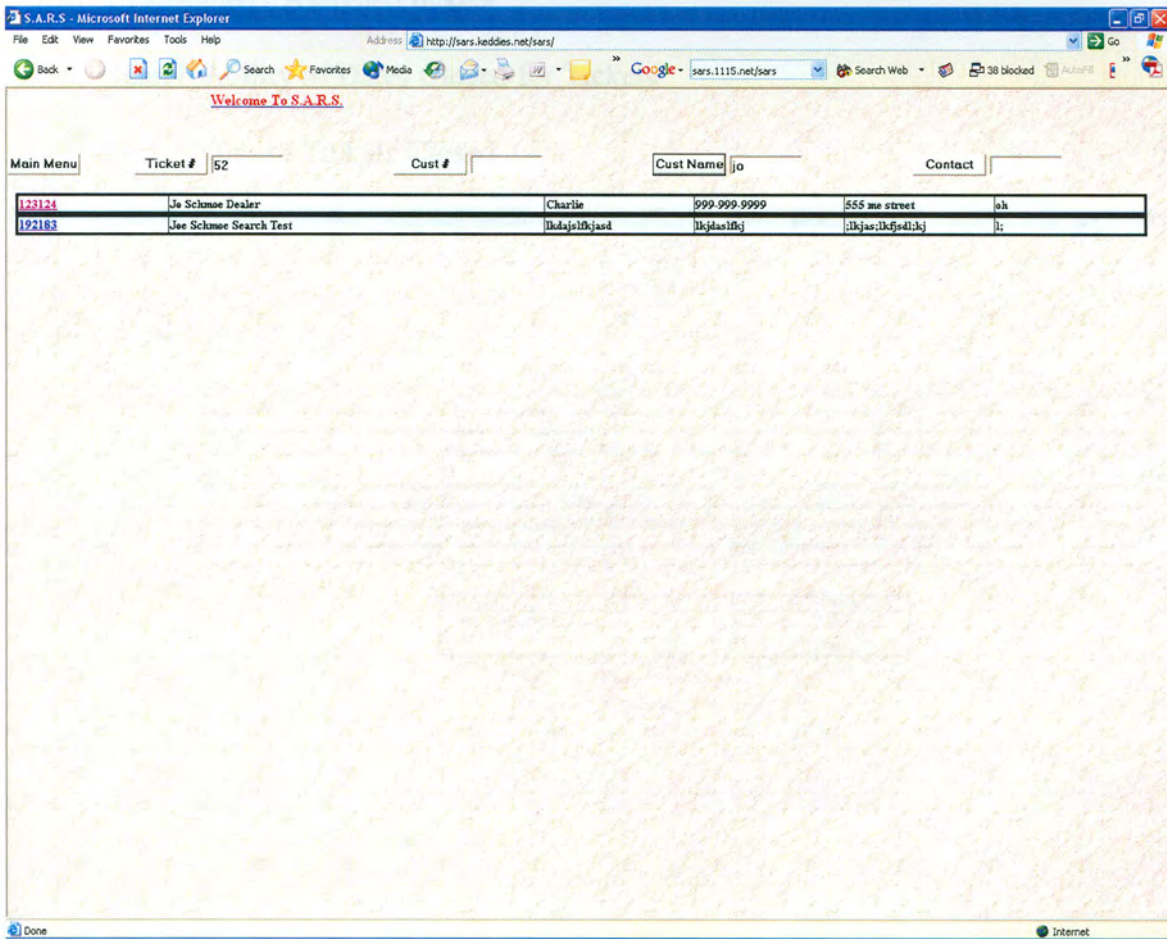 S.A.R.S - Microsoft Internet Explorer
File Edit View Favorites Tools Help Address http://sars.keddies.net/sars/ Go
Back Search Favorites Media Google sars.1115.net/sars Search Web 38 blocked AutoFill
Welcome To S.A.R.S.
Main Menu Ticket # 52 Cust # Cust Name jo Contact
123124 Jo Schmoe Dealer Charlie 999-999-9999 555 me street oh
192183 Joe Schmoe Search Test lkdajslfkjasd lkjdaslfkj ;lkjas;lkfjsdl;kj l;
Done Internet